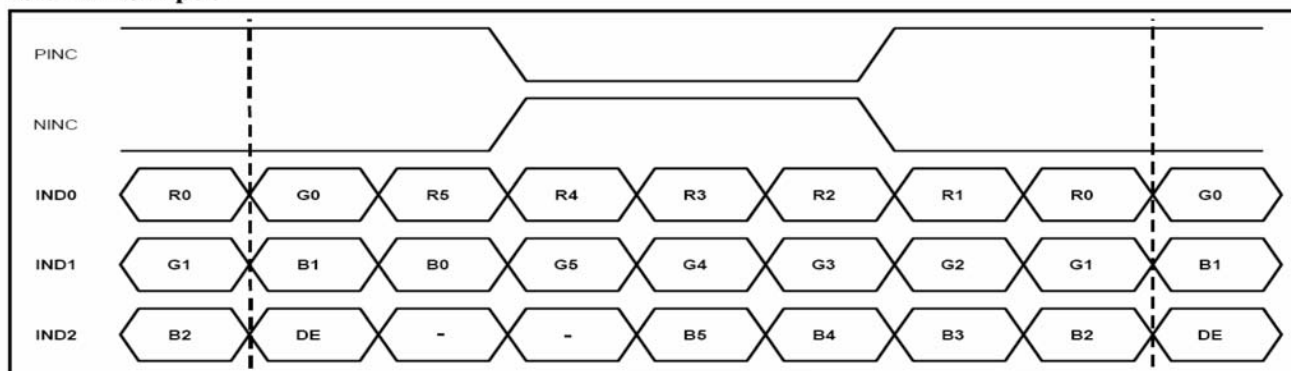 PINC
NINC
IND0 R0 G0 R5 R4 R3 R2 R1 R0 G0
IND1 G1 B1 B0 G5 G4 G3 G2 G1 B1
IND2 B2 DE - - B5 B4 B3 B2 DE